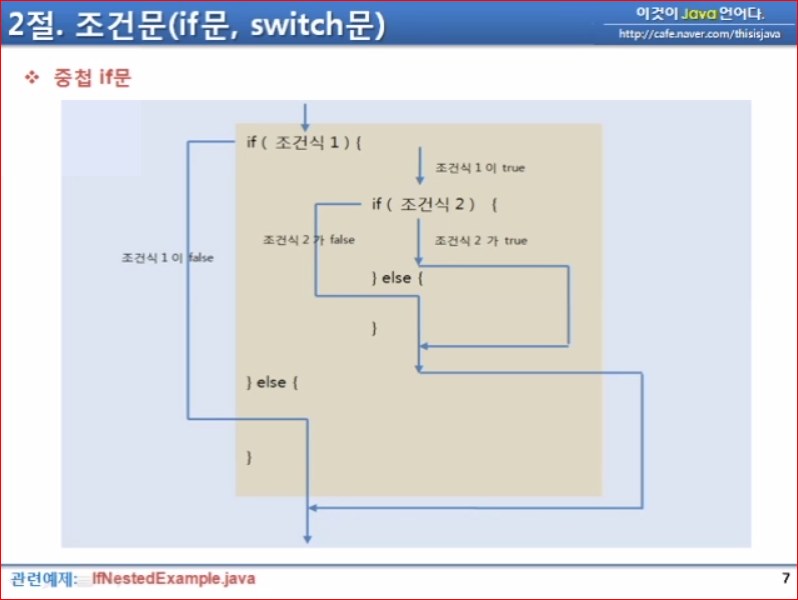 2절. 조건문(if문, switch문)
이것이 Java 언어다.
http://cafe.naver.com/thisisjava
❖ 중첩 if문
if ( 조건식 1 ) {
조건식 1 이 true
if ( 조건식 2 ) {
조건식 2 가 false
조건식 2 가 true
조건식 1 이 false
} else {
}
} else {
}
관련예제: IfNestedExample.java
7